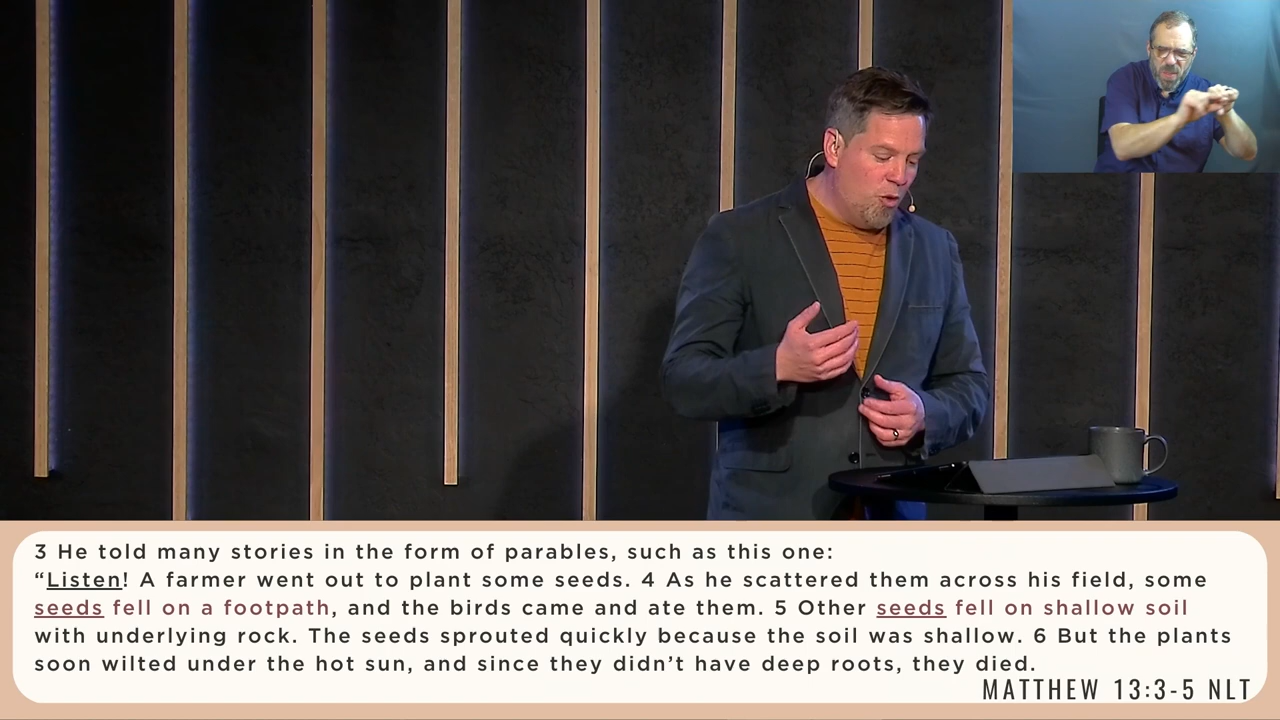 3 He told many stories in the form of parables, such as this one:
“Listen! A farmer went out to plant some seeds. 4 As he scattered them across his field, some
seeds fell on a footpath, and the birds came and ate them. 5 Other seeds fell on shallow soil
with underlying rock. The seeds sprouted quickly because the soil was shallow. 6 But the plants
soon wilted under the hot sun, and since they didn’t have deep roots, they died.
MATTHEW 13:3-5 NLT